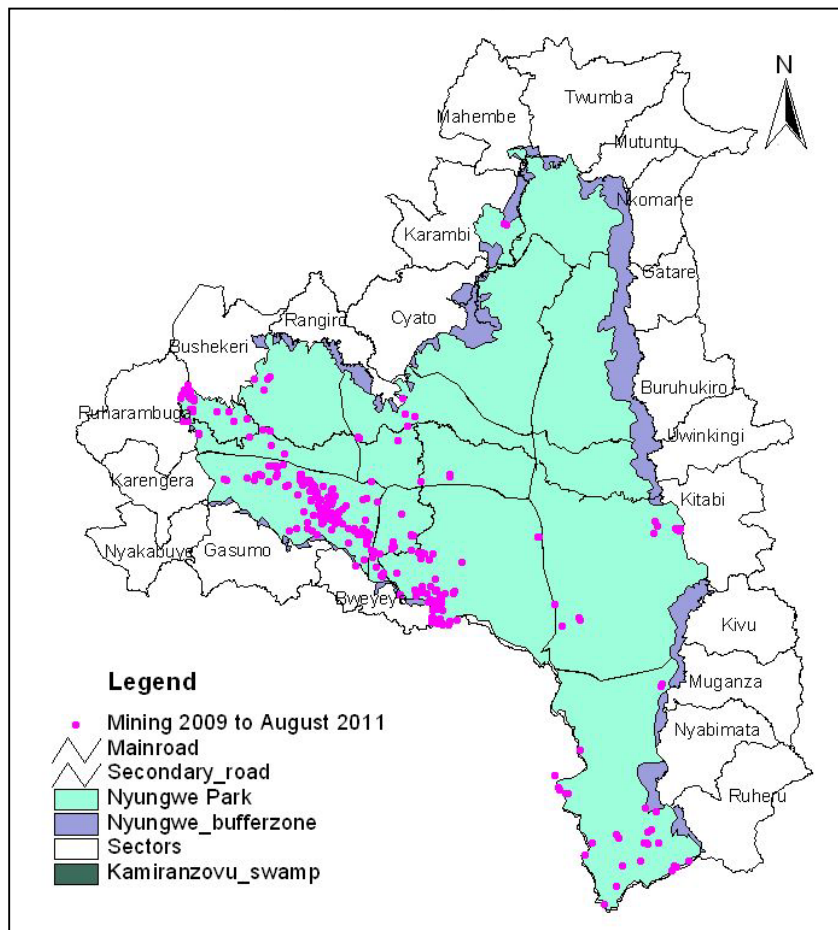 N
Twumba
Mahembe
Mutuntu
Nkomane
Karambi
Gatare
Rangiro
Cyato
Bushekeri
Buruhukiro
Ruharambuga
Uwinkingi
Karengera
Kitabi
Nyakabuye
Gasumo
Bweyeye
Kivu
Muganza
Nyabimata
Ruheru
Legend
Mining 2009 to August 2011
Mainroad
Secondary_road
Nyungwe Park
Nyungwe_bufferzone
Sectors
Kamiranzovu_swamp